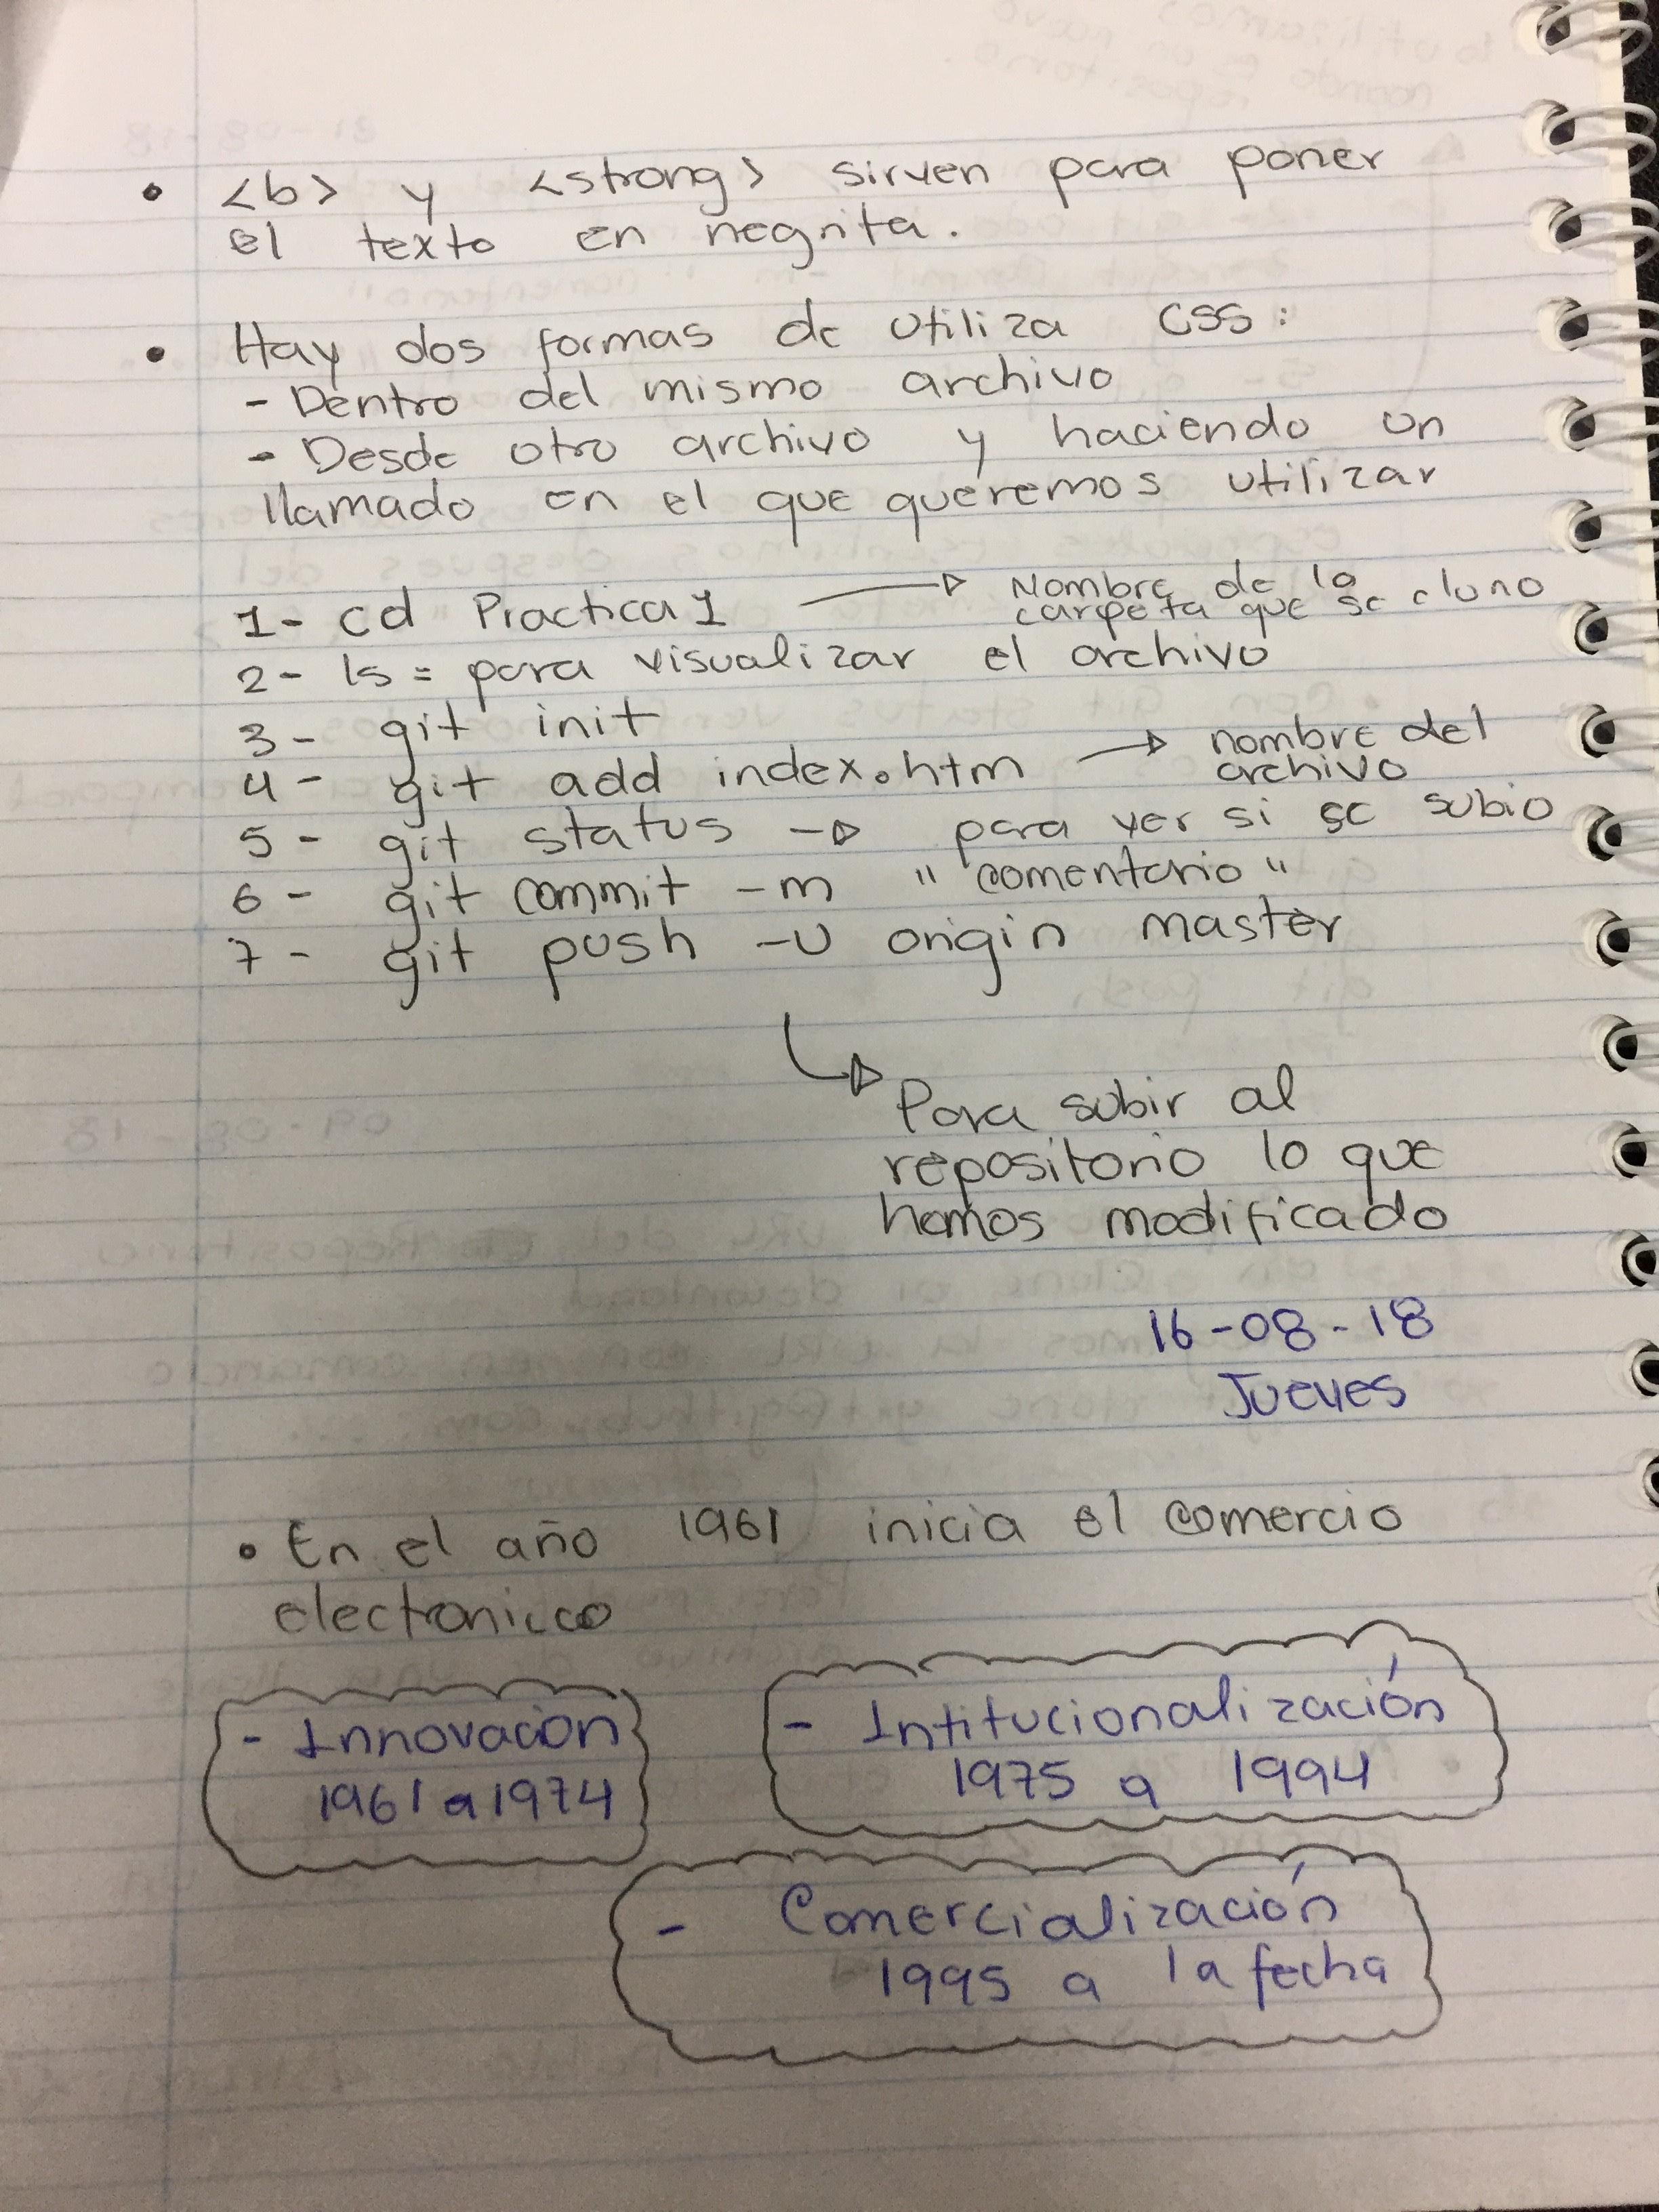 • <b> y <strong> sirven para poner
el texto en negrita.
• Hay dos formas de utiliza CSS:
- Dentro del mismo archivo
- Desde otro archivo y haciendo un
llamado en el que queremos utilizar
1- cd Practica1 → Nombre de la
carpeta que se clono
2- ls = para visualizar el archivo
3- git init
4- git add index.htm → nombre del
archivo
5- git status → para ver si se subio
6- git commit -m "comentario"
7- git push -u origin master
Para subir al
repositorio lo que
hemos modificado
16-08-18
Jueves
• En el año 1961 inicia el comercio
electronicco
- Innovacion
1961 a 1974
- Intitucionalización
1975 a 1994
- Comercialización
1995 a la fecha